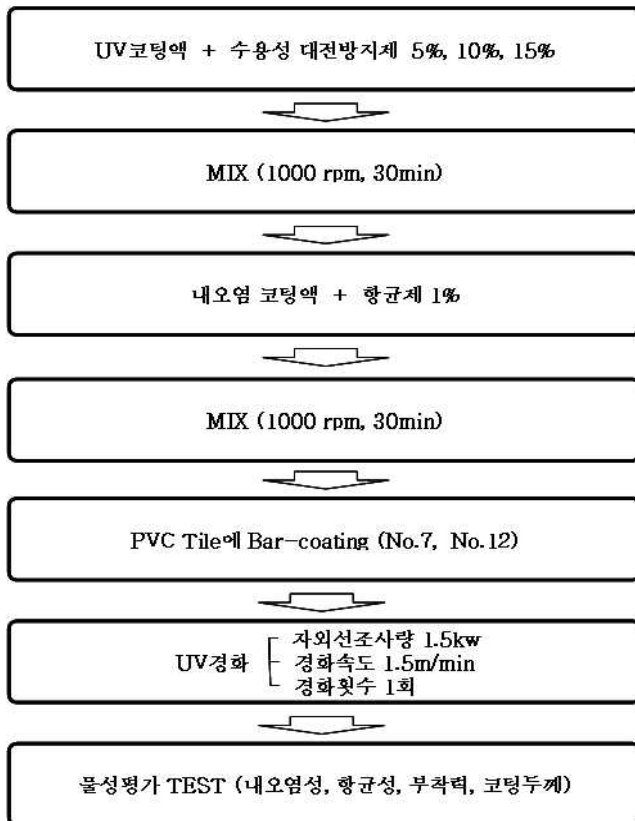 UV코팅액 + 수용성 대전방지제 5%, 10%, 15%
MIX (1000 rpm, 30min)
내오염 코팅액 + 항균제 1%
MIX (1000 rpm, 30min)
PVC Tile에 Bar-coating (No.7, No.12)
자외선조사량 1.5kw
UV경화 경화속도 1.5m/min
경화횟수 1회
물성평가 TEST (내오염성, 항균성, 부착력, 코팅두께)